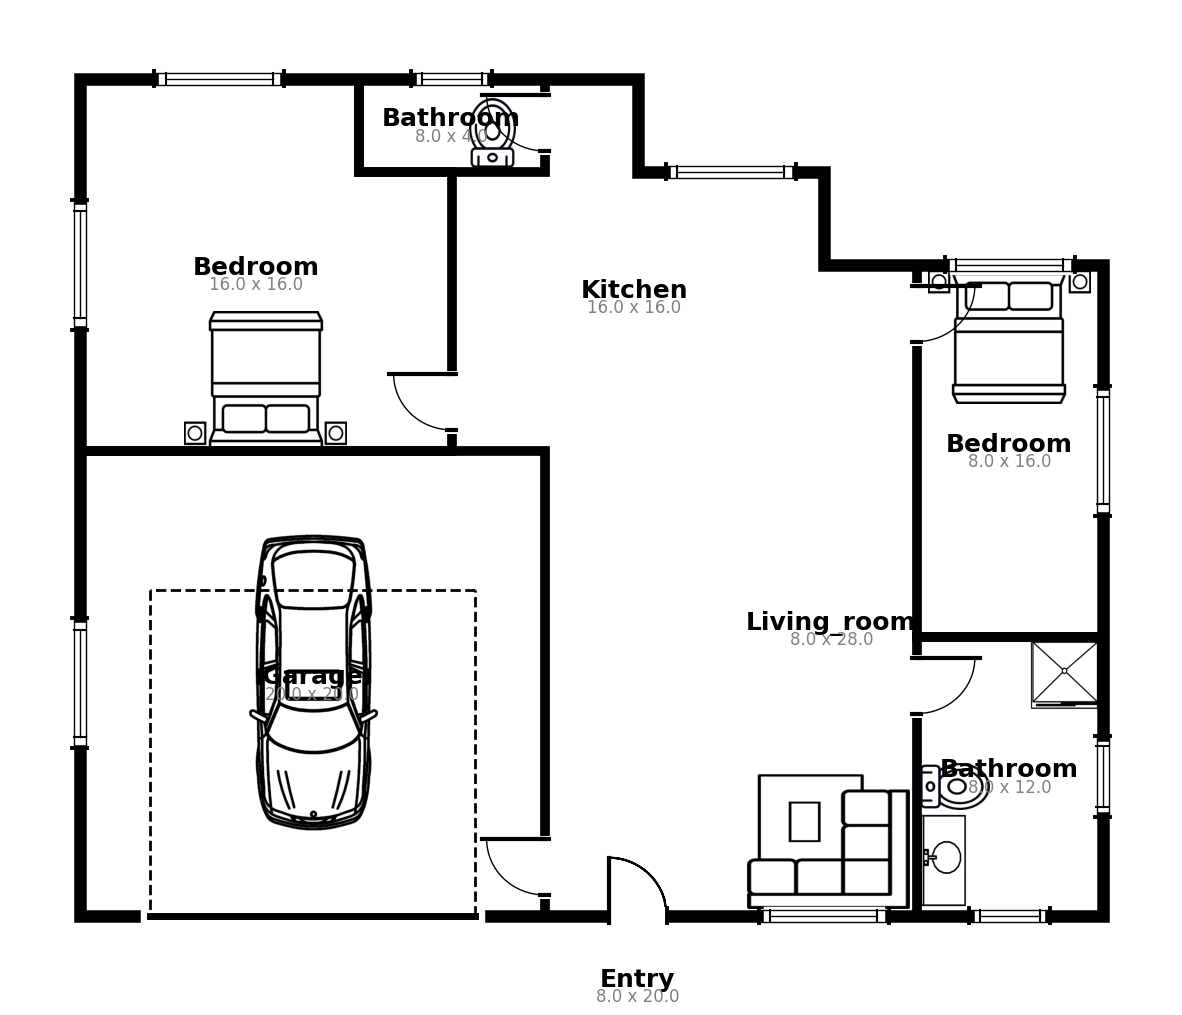 Bathroom
8.0 x 4.0
Bedroom
16.0 x 16.0
Kitchen
16.0 x 16.0
Bedroom
8.0 x 16.0
Living_room
8.0 x 28.0
Garage
20.0 x 20.0
Bathroom
8.0 x 12.0
Entry
8.0 x 20.0